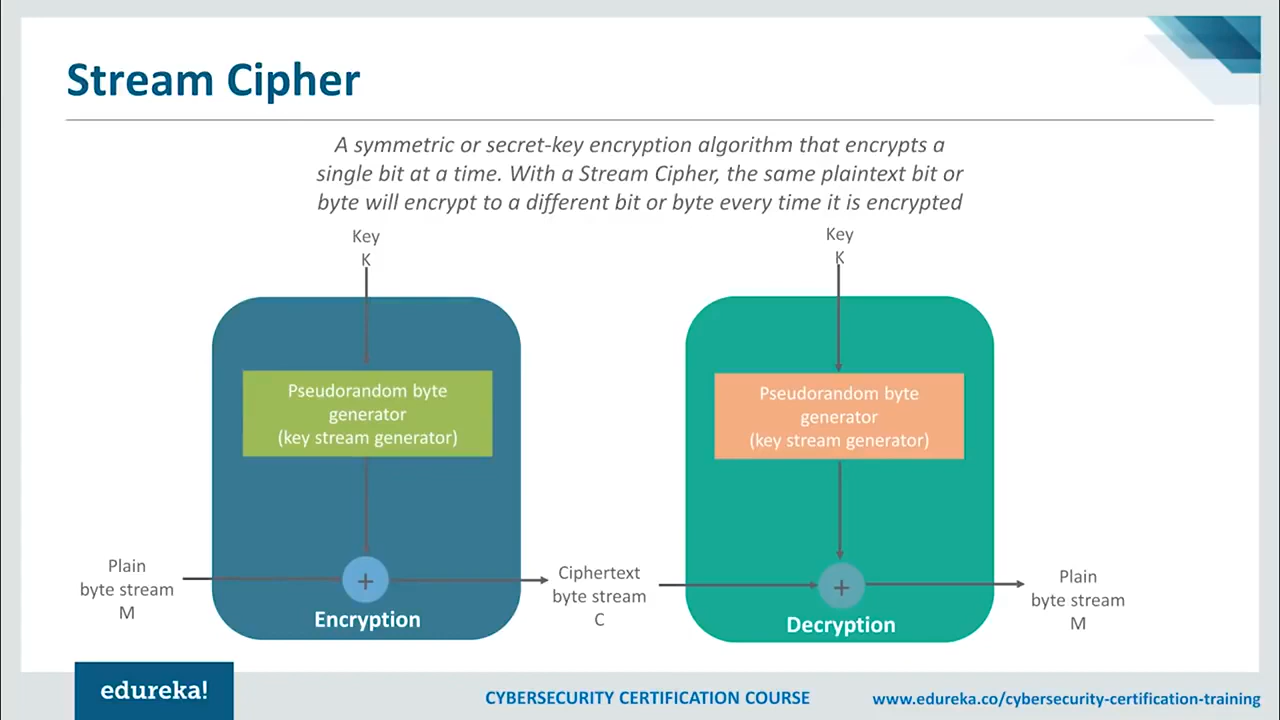 Stream Cipher
A symmetric or secret-key encryption algorithm that encrypts a
single bit at a time. With a Stream Cipher, the same plaintext bit or
byte will encrypt to a different bit or byte every time it is encrypted
Key
K
Pseudorandom byte
generator
(key stream generator)
Plain
byte stream
M
+
Encryption
Ciphertext
byte stream
C
Key
K
Pseudorandom byte
generator
(key stream generator)
+
Decryption
Plain
byte stream
M
edureka!
CYBERSECURITY CERTIFICATION COURSE
www.edureka.co/cybersecurity-certification-training